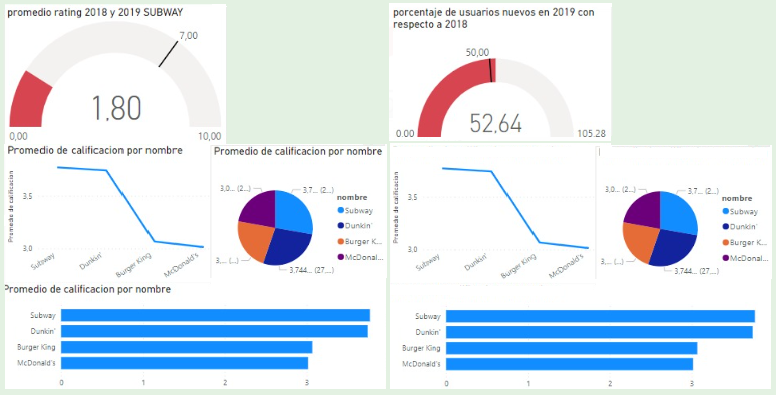 promedio rating 2018 y 2019 SUBWAY
7,00
1,80
0,00
10,00
porcentaje de usuarios nuevos en 2019 con
respecto a 2018
50,00
52,64
0.00
105.28
Promedio de calificacion por nombre
Promedio de calificacion
3,5
3,0
Subway
Dunkin'
Burger King
McDonald's
Promedio de calificacion por nombre
3,0... (2...)
3,7... (2...)
3,... (...)
3,744... (27....)
nombre
Subway
Dunkin'
Burger K...
McDonal...
Promedio de calificacion
3.5
3.0
Subway
Dunkin'
Burger King
McDonald's
3,0... (2...)
3,7... (2...)
3,... (...)
3,744... (27....)
nombre
Subway
Dunkin'
Burger K...
McDonal...
Promedio de calificacion por nombre
Subway
Dunkin'
Burger King
McDonald's
0
1
2
3
Subway
Dunkin'
Burger King
McDonald's
0
1
2
3